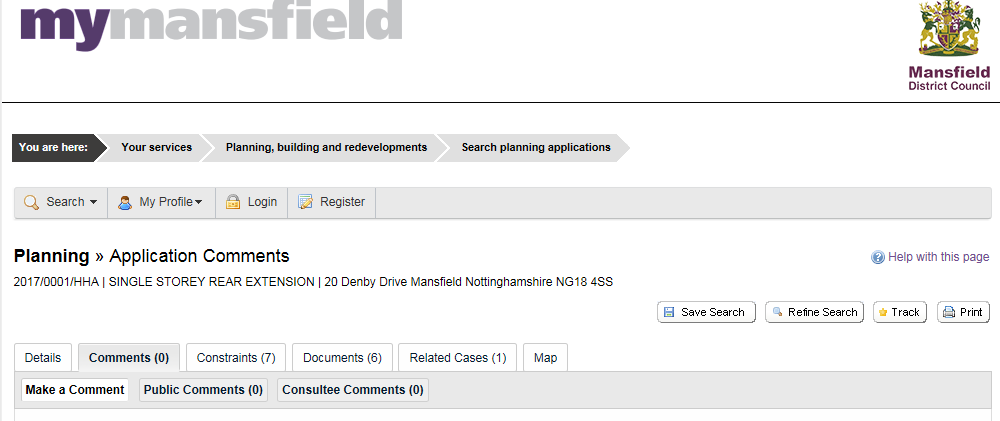 mymansfield
Mansfield
District Council
You are here: Your services Planning, building and redevelopments Search planning applications
Search My Profile Login Register
Planning » Application Comments
Help with this page
2017/0001/HHA | SINGLE STOREY REAR EXTENSION | 20 Denby Drive Mansfield Nottinghamshire NG18 4SS
Save Search Refine Search Track Print
Details Comments (0) Constraints (7) Documents (6) Related Cases (1) Map
Make a Comment Public Comments (0) Consultee Comments (0)